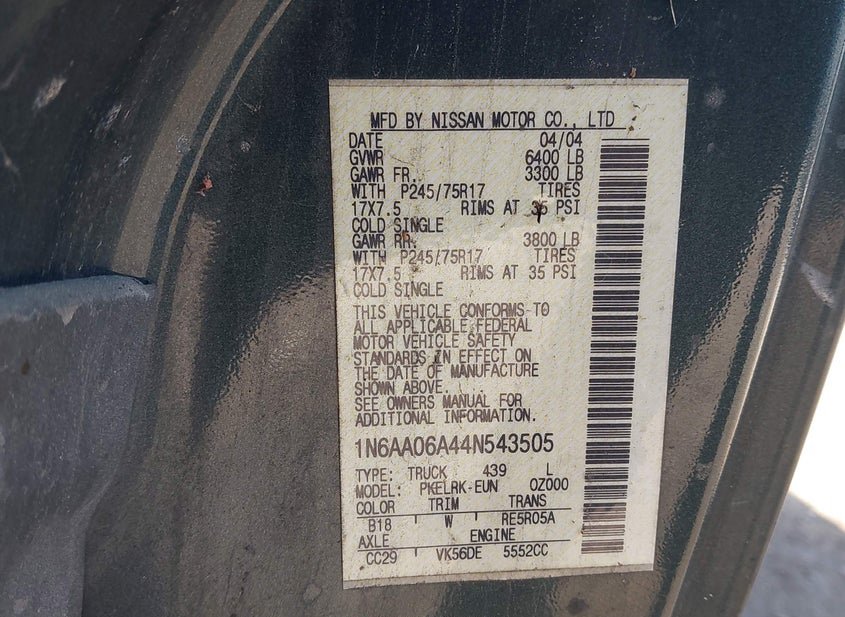 MFD BY NISSAN MOTOR CO., LTD
DATE 04/04
GVWR 6400 LB
GAWR FR. 3300 LB
WITH P245/75R17 TIRES
17X7.5 RIMS AT 35 PSI
COLD SINGLE
GAWR RR. 3800 LB
WITH P245/75R17 TIRES
17X7.5 RIMS AT 35 PSI
COLD SINGLE
THIS VEHICLE CONFORMS TO
ALL APPLICABLE FEDERAL
MOTOR VEHICLE SAFETY
STANDARDS IN EFFECT ON
THE DATE OF MANUFACTURE
SHOWN ABOVE.
SEE OWNERS MANUAL FOR
ADDITIONAL INFORMATION.
1N6AA06A44N543505
TYPE: TRUCK 439 L
MODEL: PKELRK-EUN OZ000
COLOR TRIM TRANS
B18 W RE5R05A
AXLE ENGINE
CC29 VK56DE 5552CC